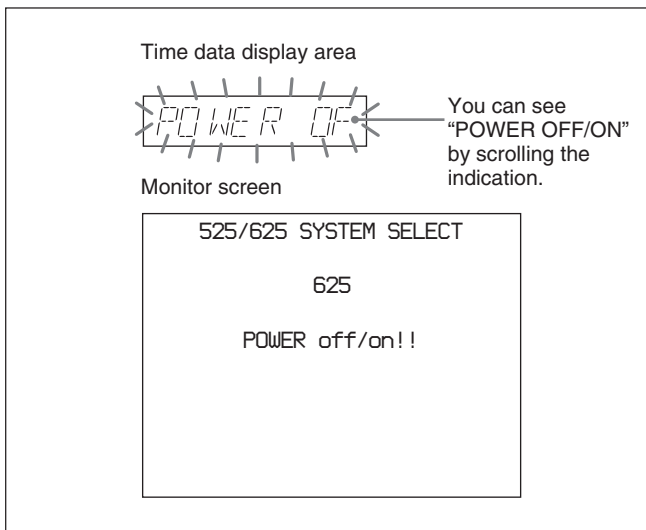 Time data display area
POWER OF
You can see
“POWER OFF/ON”
by scrolling the
indication.
Monitor screen
525/625 SYSTEM SELECT
625
POWER off/on!!